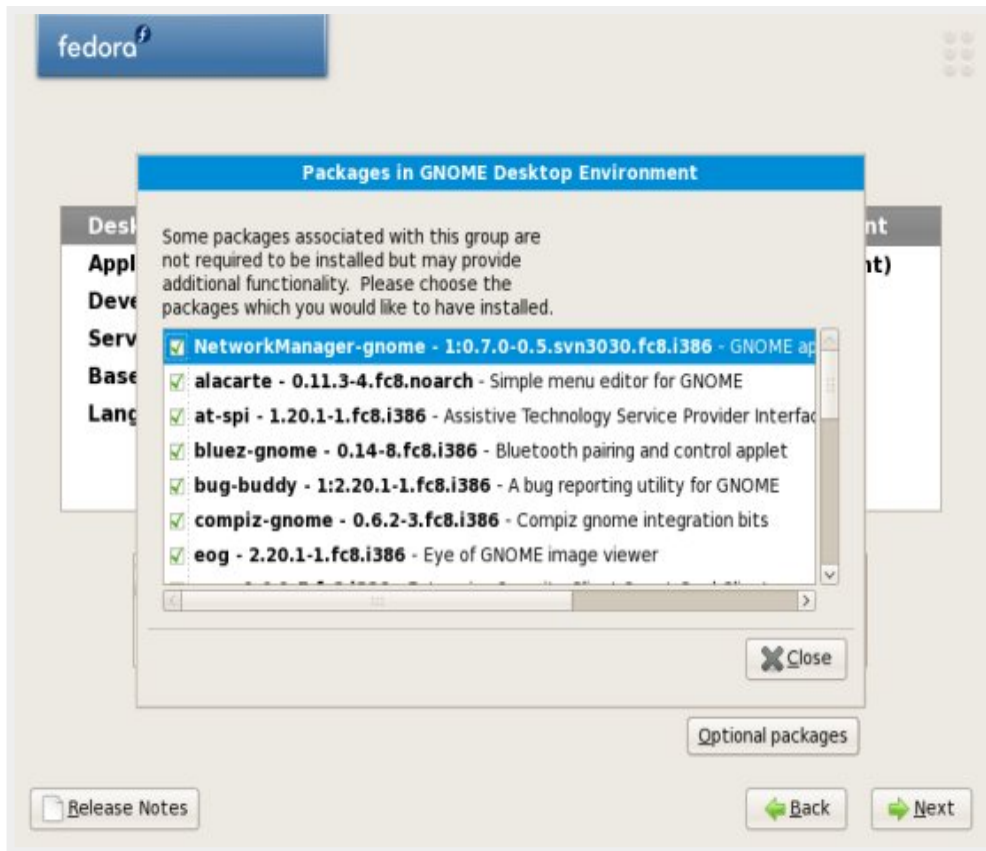 fedora
Packages in GNOME Desktop Environment
Some packages associated with this group are
not required to be installed but may provide
additional functionality. Please choose the
packages which you would like to have installed.
Desk
Appl
Deve
Serv
Base
Lang
nt
nt)
NetworkManager-gnome - 1:0.7.0-0.5.svn3030.fc8.i386 - GNOME ap
alacarte - 0.11.3-4.fc8.noarch - Simple menu editor for GNOME
at-spi - 1.20.1-1.fc8.i386 - Assistive Technology Service Provider Interfac
bluez-gnome - 0.14-8.fc8.i386 - Bluetooth pairing and control applet
bug-buddy - 1:2.20.1-1.fc8.i386 - A bug reporting utility for GNOME
compiz-gnome - 0.6.2-3.fc8.i386 - Compiz gnome integration bits
eog - 2.20.1-1.fc8.i386 - Eye of GNOME image viewer
Close
Optional packages
Release Notes
Back
Next